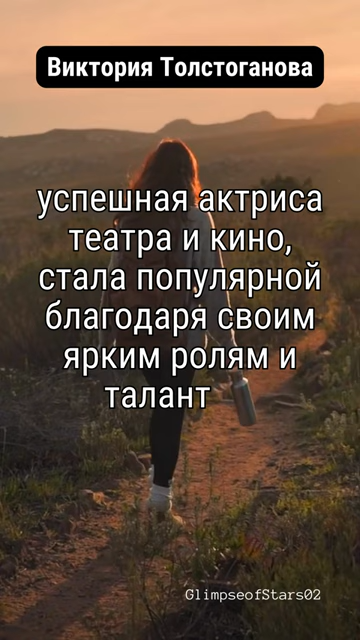 Виктория Толстоганова
успешная актриса
театра и кино,
стала популярной
благодаря своим
ярким ролям и
талант
GlimpseofStars02